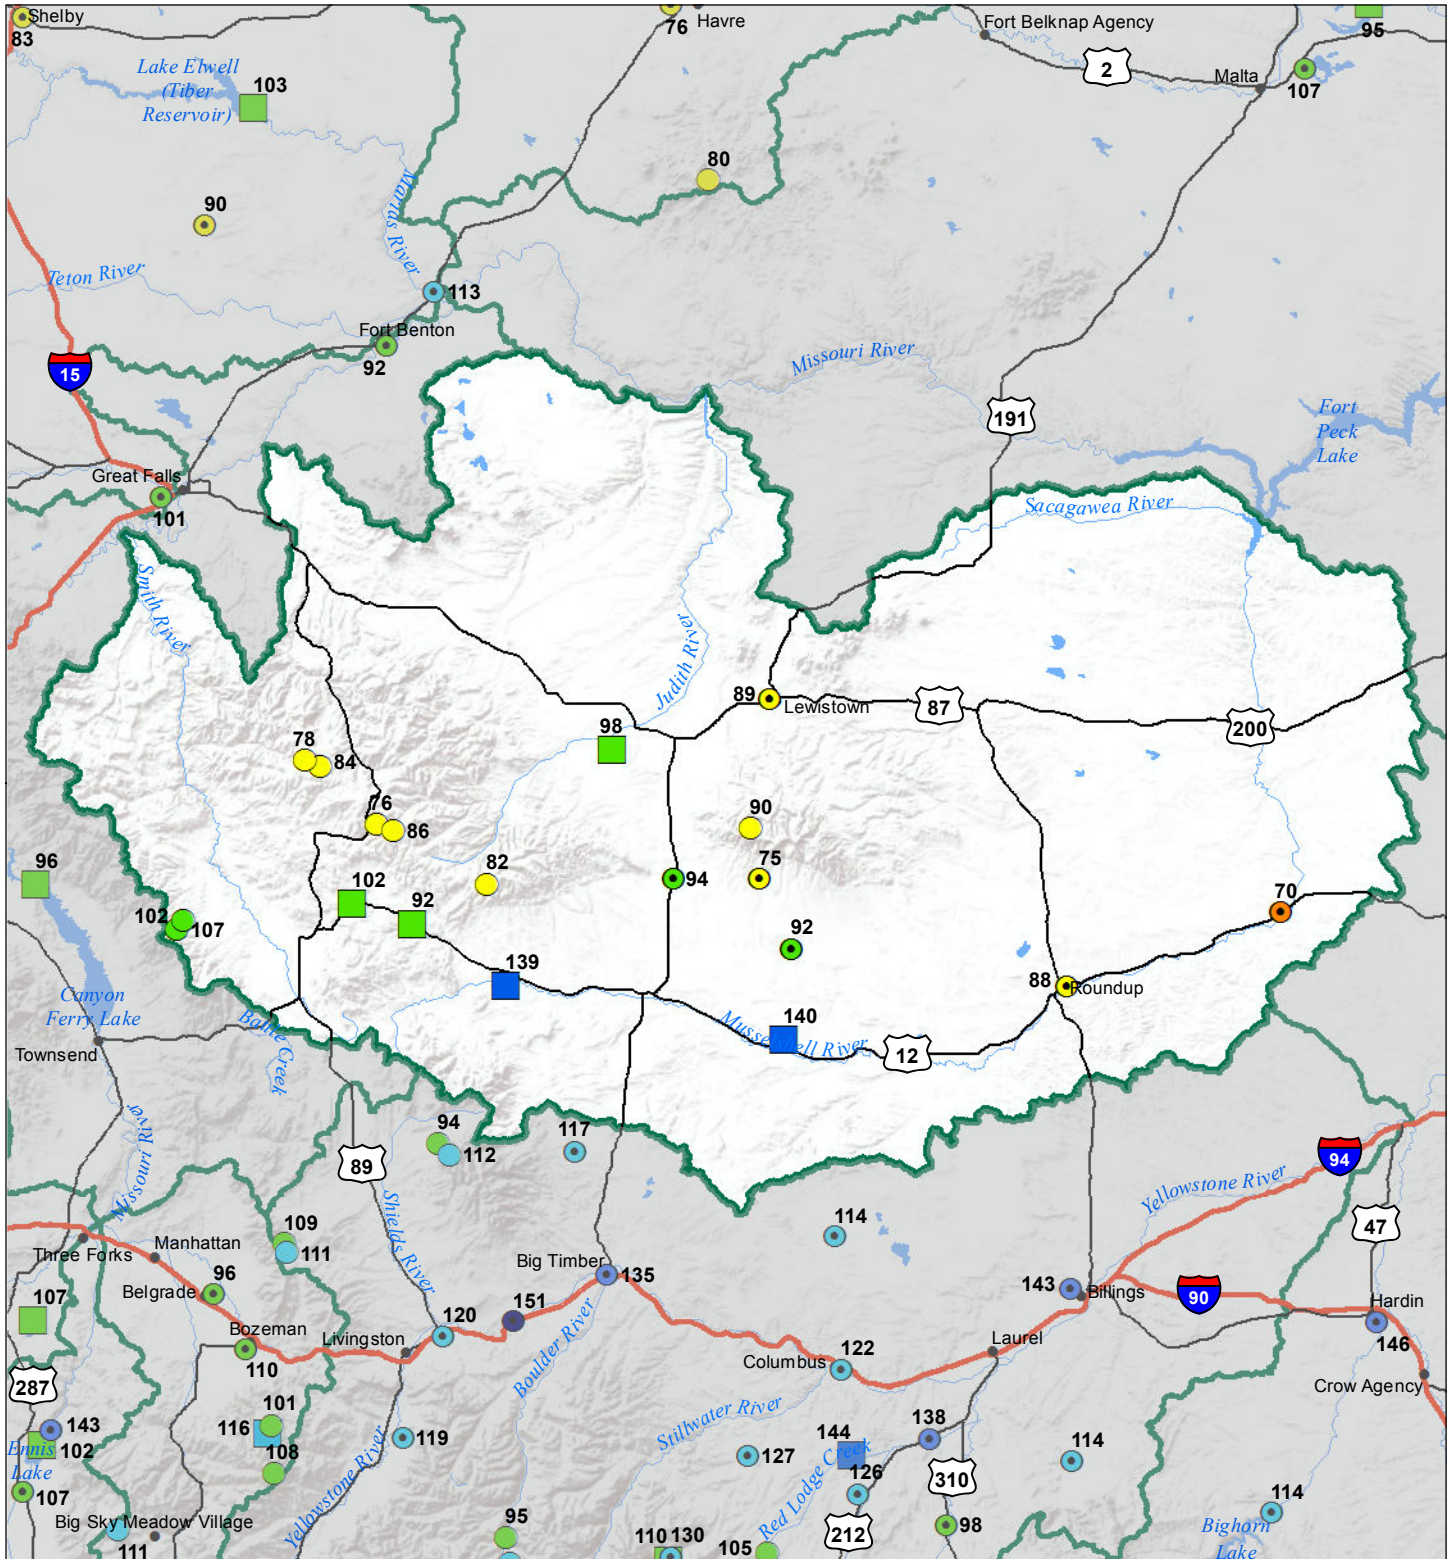 Shelby
83
76
Havre
Fort Belknap Agency
95
2
Malta
107
Lake Elwell
(Tiber
Reservoir)
103
80
Marias River
90
Teton River
113
Fort Benton
92
15
Missouri River
191
Fort
Peck
Lake
Great Falls
101
Sacagawea River
Smith River
Judith River
89
Lewistown
87
200
98
78
84
76
86
90
82
75
94
96
102
92
70
102
107
92
139
88
Roundup
Canyon
Ferry Lake
Battle Creek
140
Musselshell River
12
Townsend
Missouri River
94
112
117
89
94
Yellowstone River
Shields River
47
109
111
114
Three Forks
Manhattan
Big Timber
135
Belgrade
96
143
Billings
90
Hardin
107
151
146
Bozeman
110
Livingston
120
Boulder River
Laurel
Columbus
122
Crow Agency
287
101
116
143
Ennis
Lake
102
119
Stillwater River
144
138
108
127
Red Lodge Creek
126
114
310
107
Yellowstone River
114
Big Sky
Meadow Village
111
95
110
130
105
212
98
Bighorn
Lake